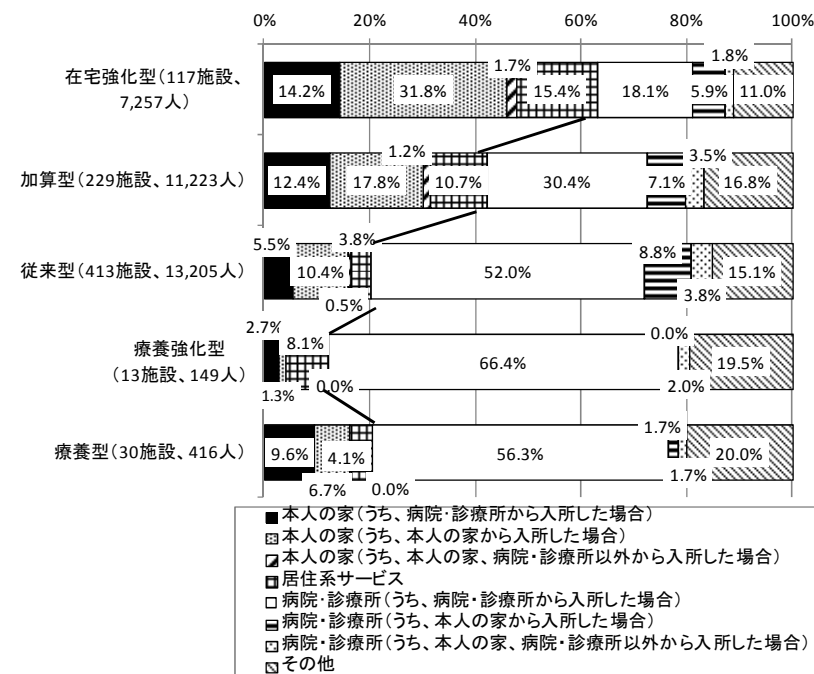 0% 20% 40% 60% 80% 100%
1.7% 1.8%
在宅強化型（117施設、
7,257人）
14.2% 31.8% 15.4% 18.1% 5.9% 11.0%
1.2% 3.5%
加算型（229施設、11,223人） 12.4% 17.8% 10.7% 30.4% 7.1% 16.8%
5.5% 3.8% 8.8%
従来型（413施設、13,205人） 10.4% 52.0% 15.1%
0.5% 3.8%
2.7% 8.1% 0.0%
療養強化型
（13施設、149人）
66.4% 19.5%
1.3% 0.0% 2.0%
1.7%
療養型（30施設、416人） 9.6% 4.1% 56.3% 20.0%
6.7% 0.0% 1.7%
本人の家（うち、病院・診療所から入所した場合）
本人の家（うち、本人の家から入所した場合）
本人の家（うち、本人の家、病院・診療所以外から入所した場合）
居住系サービス
病院・診療所（うち、病院・診療所から入所した場合）
病院・診療所（うち、本人の家から入所した場合）
病院・診療所（うち、本人の家、病院・診療所以外から入所した場合）
その他